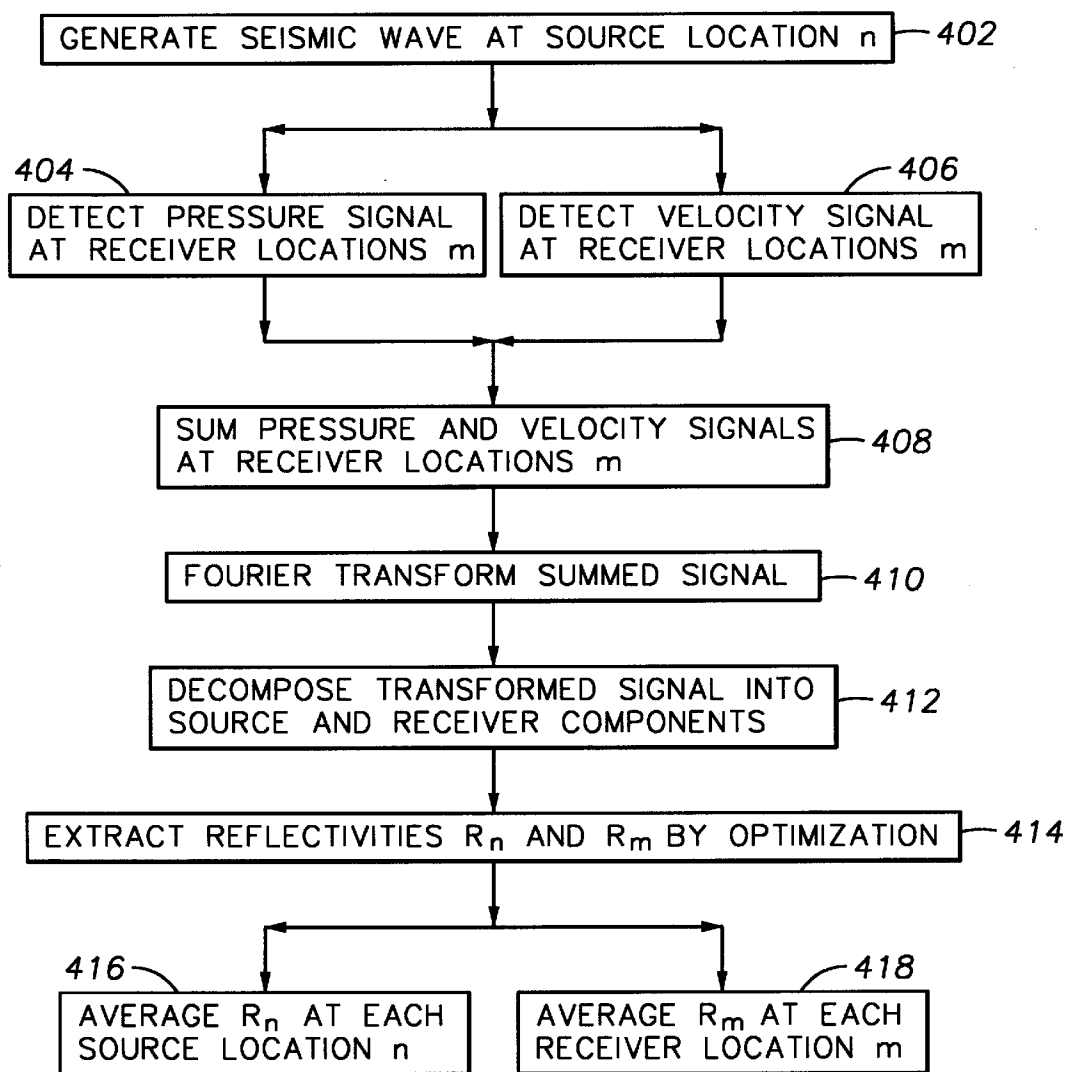 GENERATE SEISMIC WAVE AT SOURCE LOCATION n
402
404
DETECT PRESSURE SIGNAL
AT RECEIVER LOCATIONS m
406
DETECT VELOCITY SIGNAL
AT RECEIVER LOCATIONS m
SUM PRESSURE AND VELOCITY SIGNALS
AT RECEIVER LOCATIONS m
408
FOURIER TRANSFORM SUMMED SIGNAL
410
DECOMPOSE TRANSFORMED SIGNAL INTO
SOURCE AND RECEIVER COMPONENTS
412
EXTRACT REFLECTIVITIES Rn AND Rm BY OPTIMIZATION
414
416
AVERAGE Rn AT EACH
SOURCE LOCATION n
418
AVERAGE Rm AT EACH
RECEIVER LOCATION m